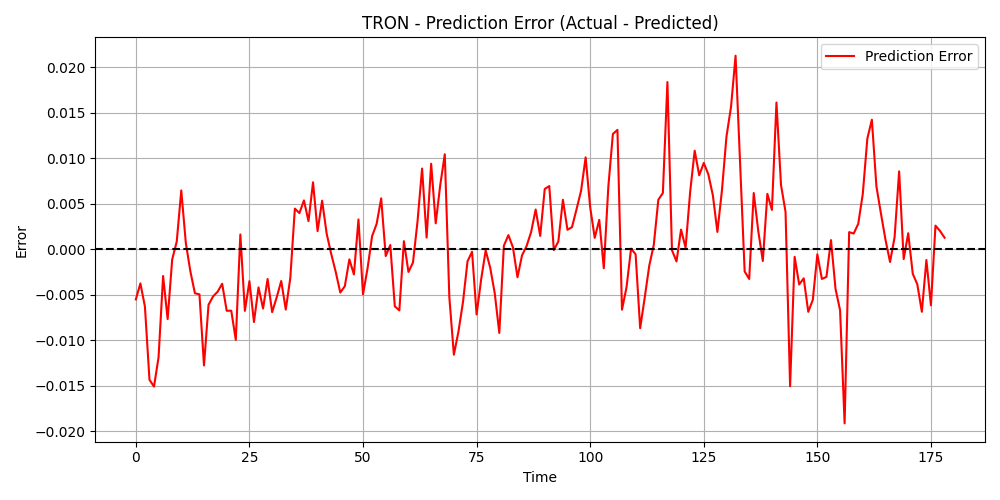 TRON - Prediction Error (Actual - Predicted)
Prediction Error
0.020
0.015
0.010
0.005
0.000
−0.005
−0.010
−0.015
−0.020
Error
0 25 50 75 100 125 150 175
Time